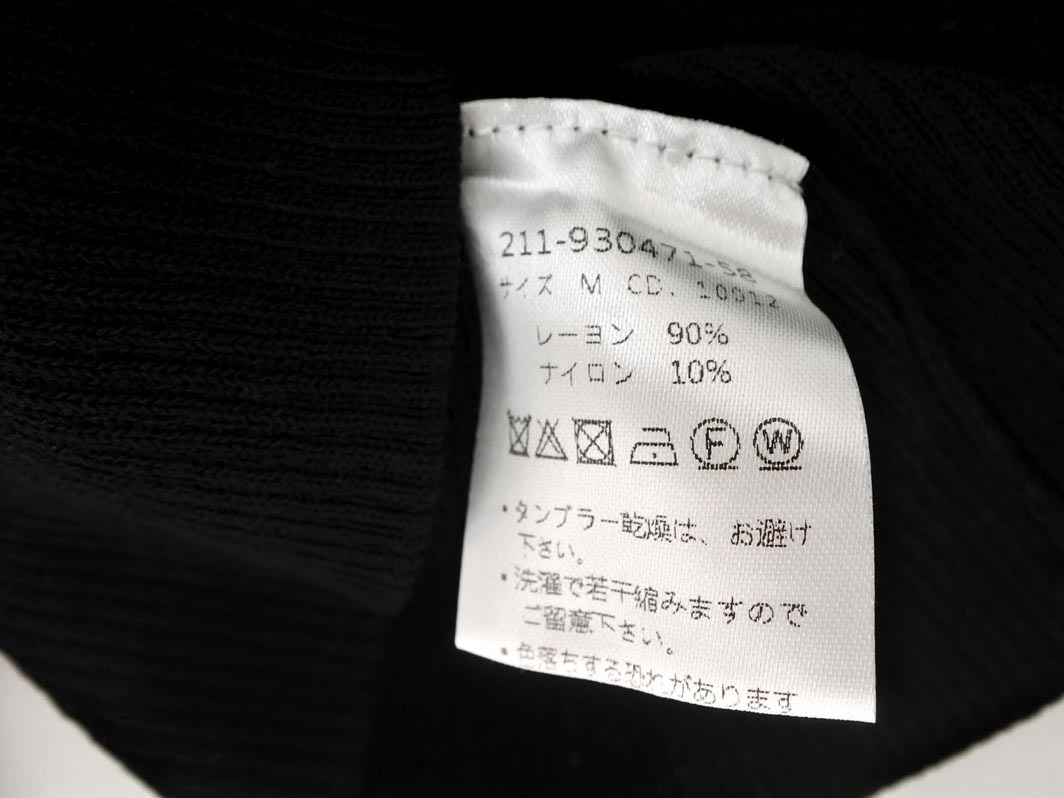 211-930471-58
サイズ M CD. 10012
レーヨン 90%
ナイロン 10%
F W
・タンブラー乾燥は、お避け
下さい。
・洗濯で若干縮みますので
ご留意下さい。
・色落ちする恐れがあります